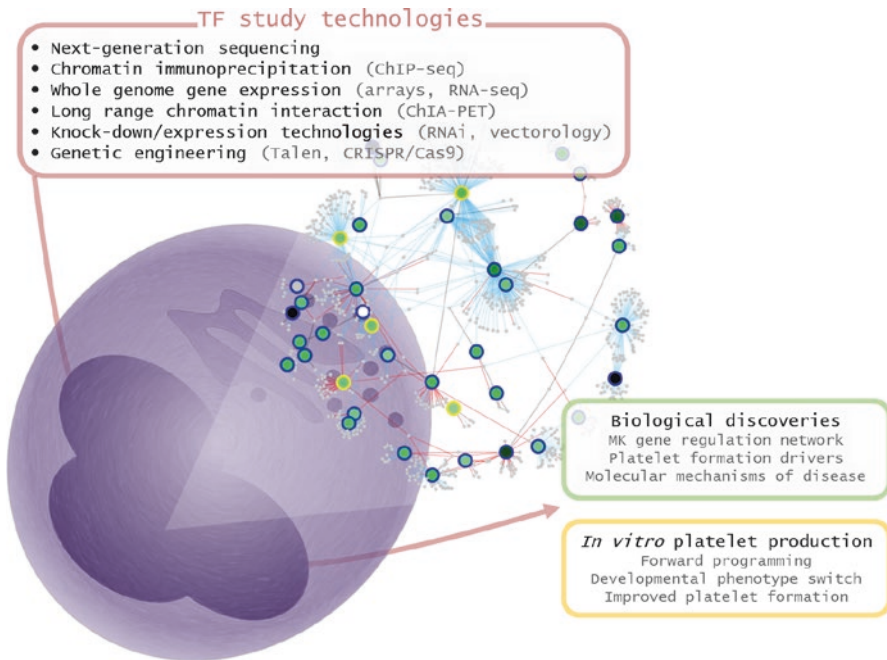 TF study technologies
• Next-generation sequencing
• Chromatin immunoprecipitation (ChIP-seq)
• Whole genome gene expression (arrays, RNA-seq)
• Long range chromatin interaction (ChIA-PET)
• Knock-down/expression technologies (RNAi, vectorology)
• Genetic engineering (Talen, CRISPR/Cas9)
Biological discoveries
MK gene regulation network
Platelet formation drivers
Molecular mechanisms of disease
In vitro platelet production
Forward programming
Developmental phenotype switch
Improved platelet formation